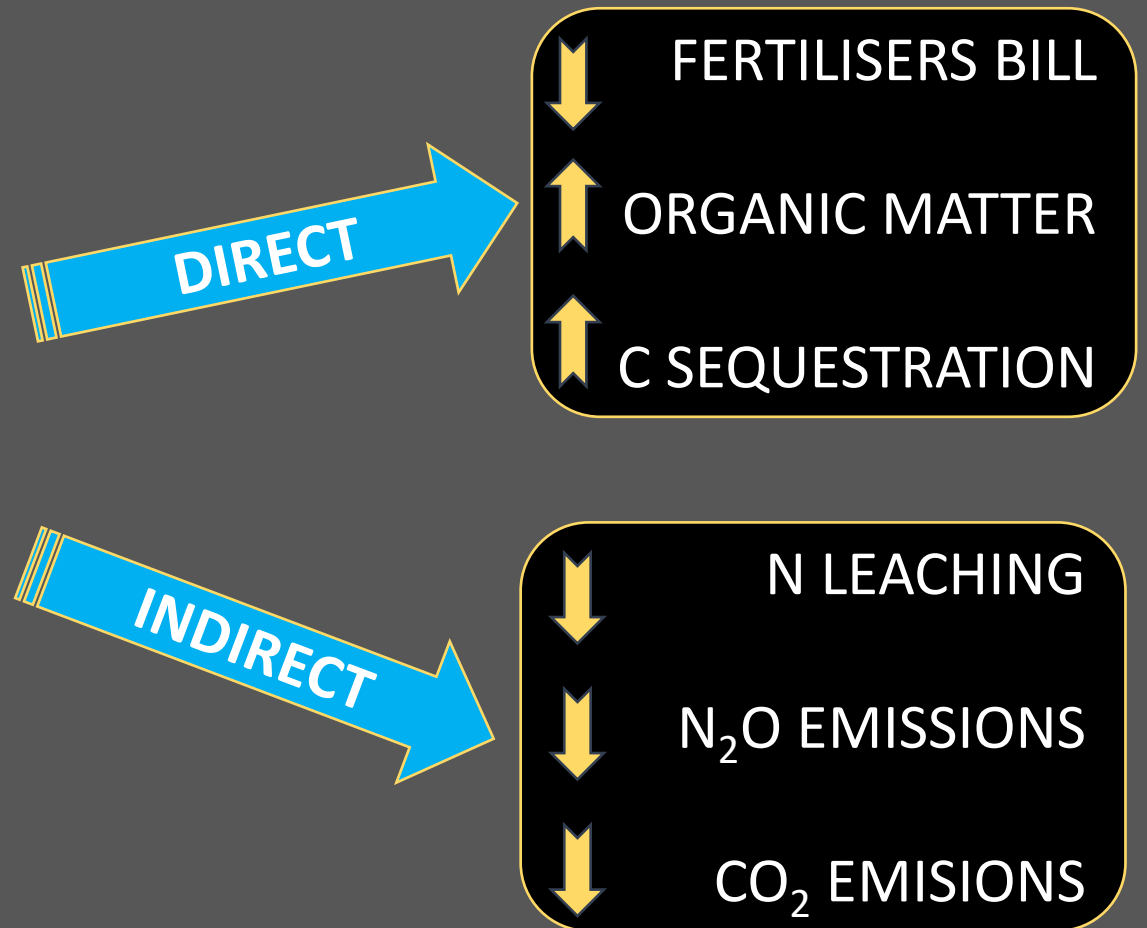 DIRECT
FERTILISERS BILL
ORGANIC MATTER
C SEQUESTRATION
INDIRECT
N LEACHING
N₂O EMISSIONS
CO₂ EMISIONS